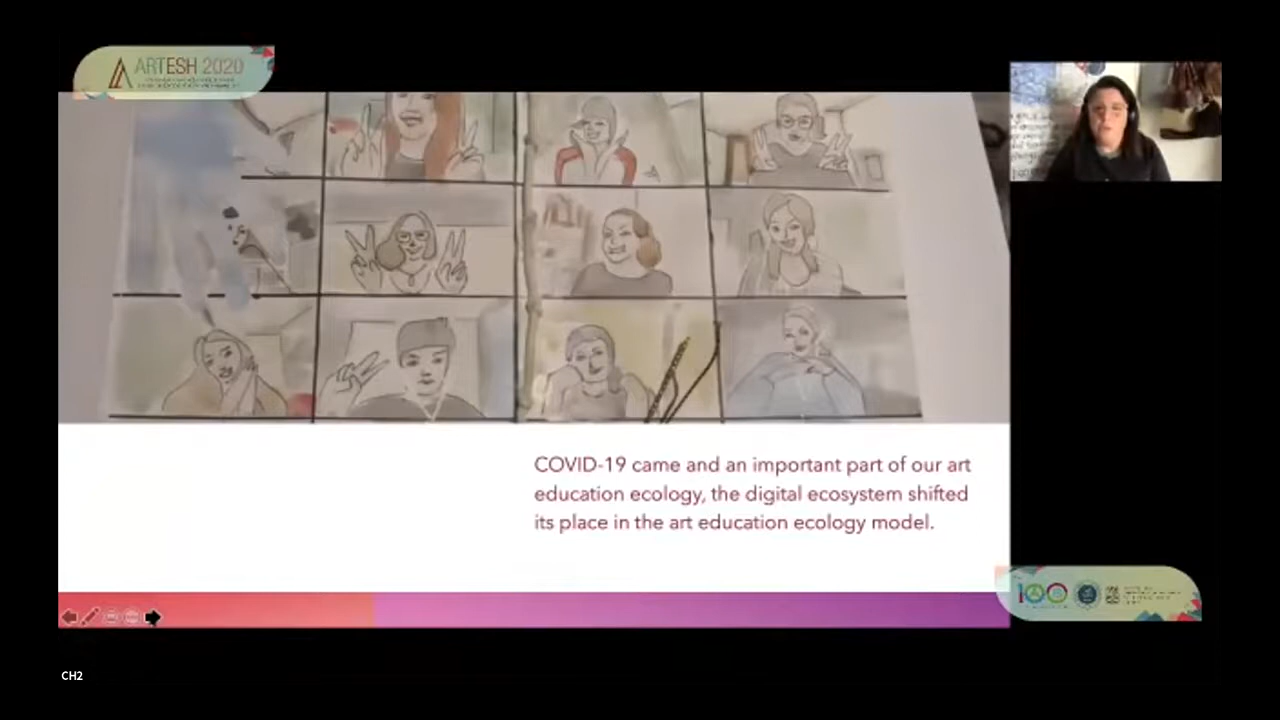 ARTESH 2020
COVID-19 came and an important part of our art
education ecology, the digital ecosystem shifted
its place in the art education ecology model.
100
CH2